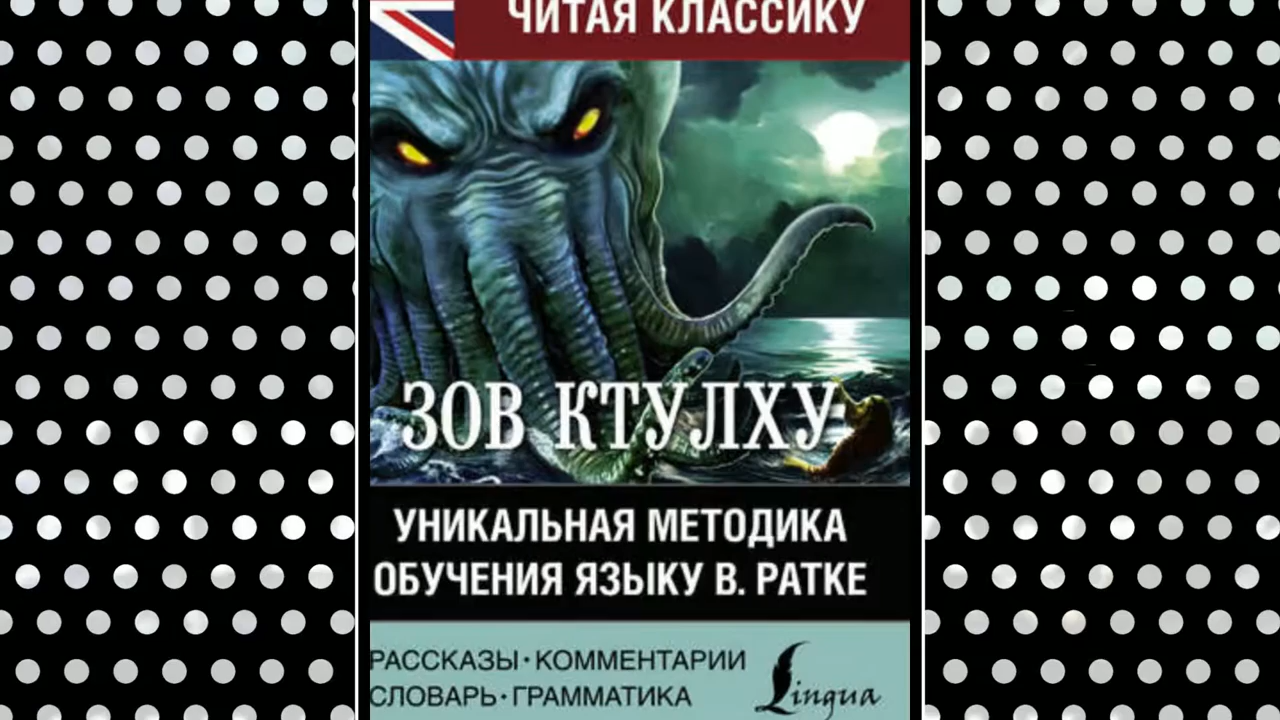 ЧИТАЯ КЛАССИКУ
ЗОВ КТУЛХУ
УНИКАЛЬНАЯ МЕТОДИКА
ОБУЧЕНИЯ ЯЗЫКУ В. РАТКЕ
РАССКАЗЫ·КОММЕНТАРИИ
СЛОВАРЬ·ГРАММАТИКА
Lingua